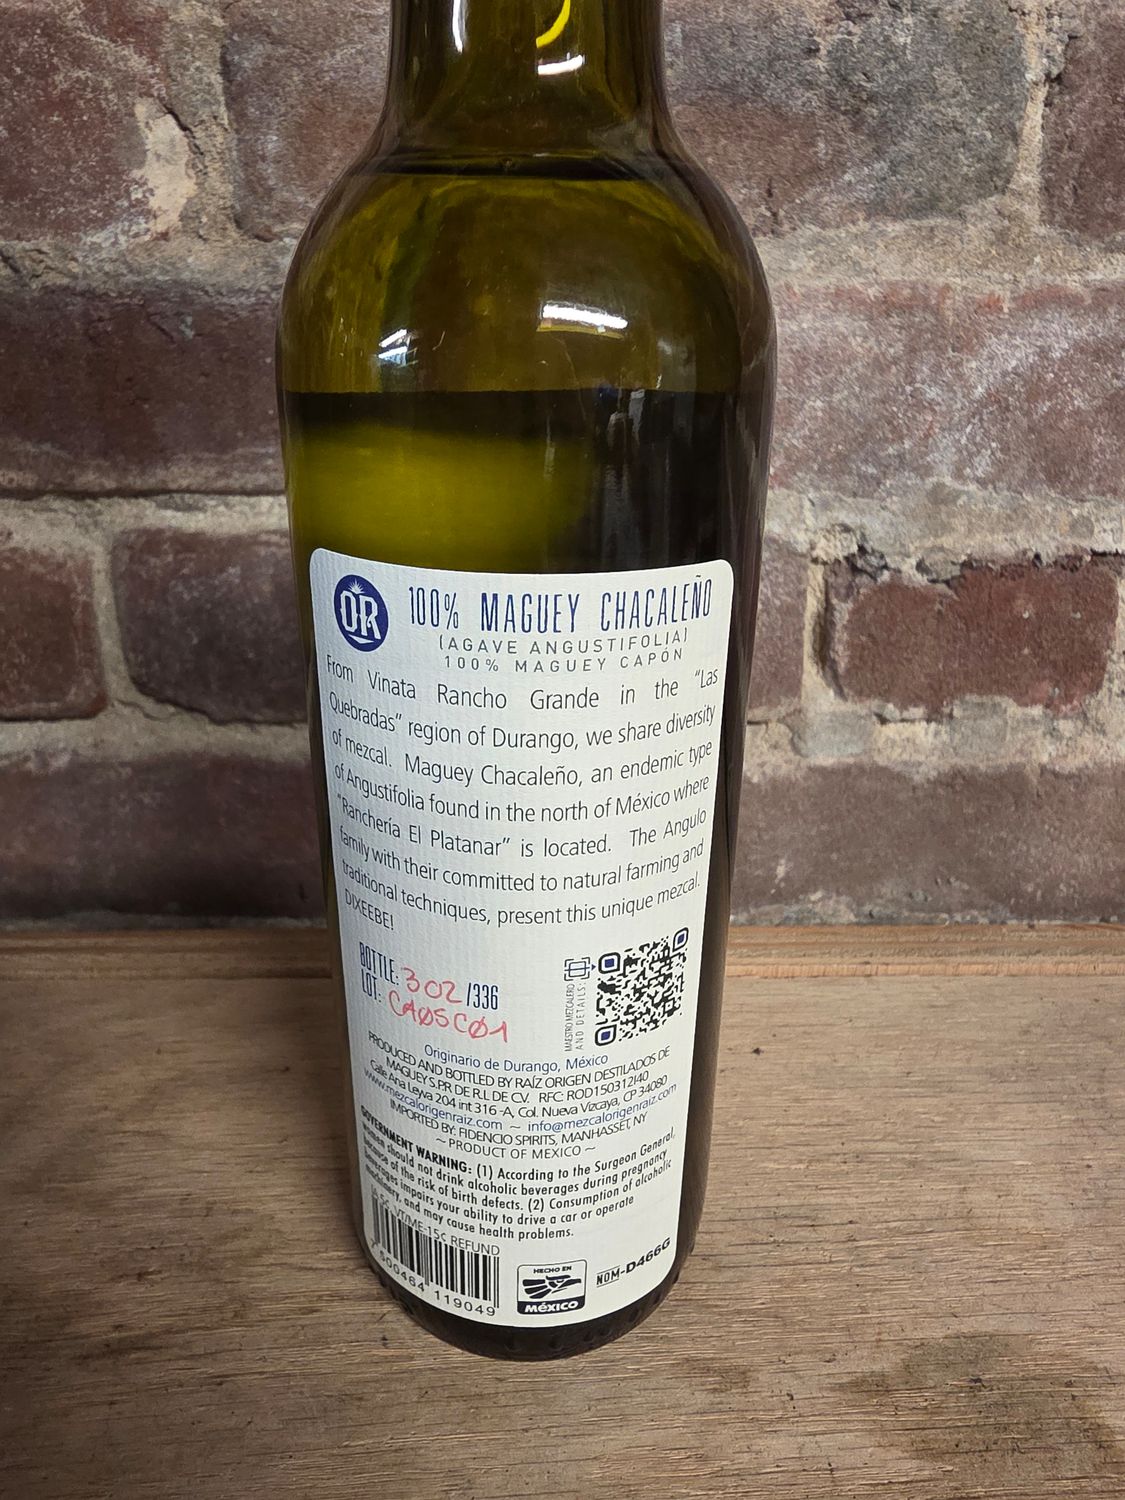 OR
100% MAGUEY CHACALEÑO
(AGAVE ANGUSTIFOLIA)
100% MAGUEY CAPÓN
From Vinata Rancho Grande in the "Las
Quebradas" region of Durango, we share diversity
of mezcal. Maguey Chacaleño, an endemic type
of Angustifolia found in the north of México where
"Ranchería El Platanar" is located. The Angulo
family with their committed to natural farming and
traditional techniques, present this unique mezcal.
DIXEEBE!
BOTTLE: 302/336
LOT: CAØSCØ1
MAESTRO MEZCALERO
AND DETAILS:
Originario de Durango, México
PRODUCED AND BOTTLED BY RAÍZ ORIGEN DESTILADOS DE
MAGUEY S.PR DE R.L DE CV. RFC: ROD150312I40
Calle Ana Leyva 204 int 316 -A, Col. Nueva Vizcaya, CP 34080
www.mezcalorigenraiz.com ~ info@mezcalorigenraiz.com
IMPORTED BY: FIDENCIO SPIRITS, MANHASSET, NY
~ PRODUCT OF MEXICO ~
GOVERNMENT WARNING: (1) According to the Surgeon General,
women should not drink alcoholic beverages during pregnancy
because of the risk of birth defects. (2) Consumption of alcoholic
beverages impairs your ability to drive a car or operate
machinery, and may cause health problems.
IA 5¢, VT/ME-15¢ REFUND
7 500464 119049
HECHO EN
MÉXICO
NOM-D466G